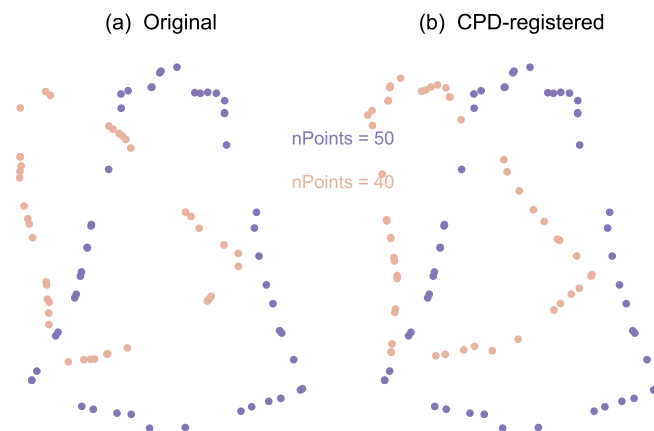 (a) Original
(b) CPD-registered
nPoints = 50
nPoints = 40